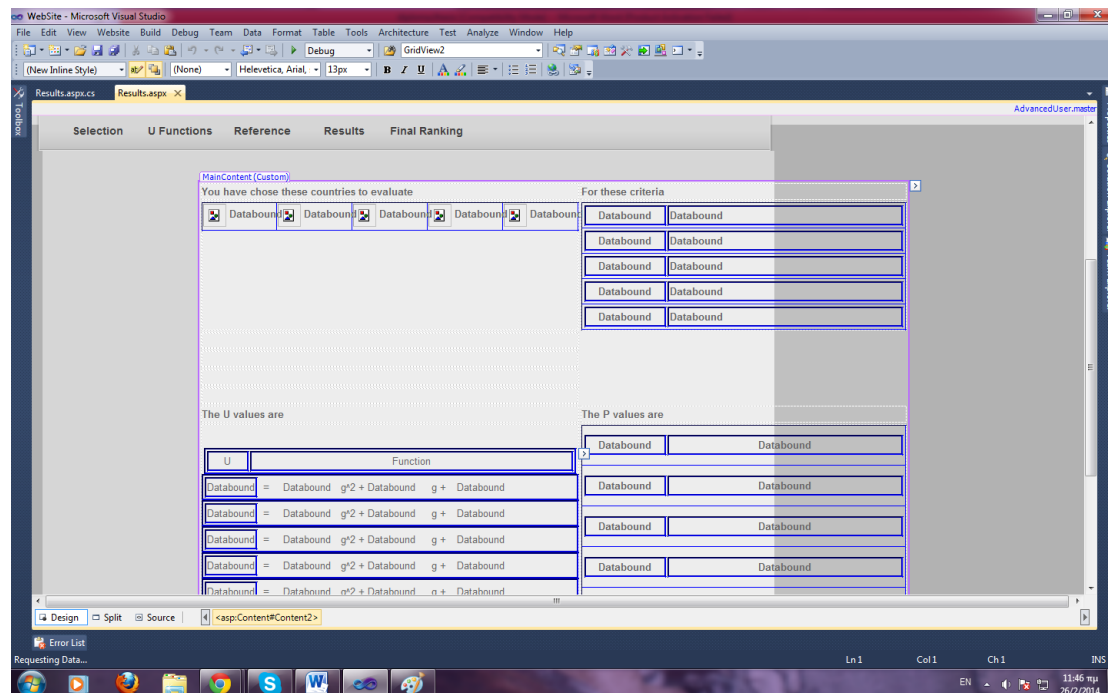 WebSite - Microsoft Visual Studio
File Edit View Website Build Debug Team Data Format Table Tools Architecture Test Analyze Window Help
Debug GridView2
(New Inline Style) (None) Helvetica, Arial, 13px B I U A
Toolbox
Results.aspx.cs Results.aspx
AdvancedUser.master
Selection U Functions Reference Results Final Ranking
MainContent (Custom)
You have chose these countries to evaluate For these criteria
Databound Databound Databound Databound Databound
Databound Databound
Databound Databound
Databound Databound
Databound Databound
Databound Databound
The U values are The P values are
Databound Databound
U Function
Databound = Databound g^2 + Databound g + Databound
Databound Databound
Databound = Databound g^2 + Databound g + Databound
Databound Databound
Databound = Databound g^2 + Databound g + Databound
Databound = Databound g^2 + Databound g + Databound
Databound Databound
Databound = Databound g^2 + Databound g + Databound
Design Split Source <asp:Content#Content2>
Error List
Requesting Data... Ln 1 Col 1 Ch 1 INS
EN 11:46 πμ
26/2/2014